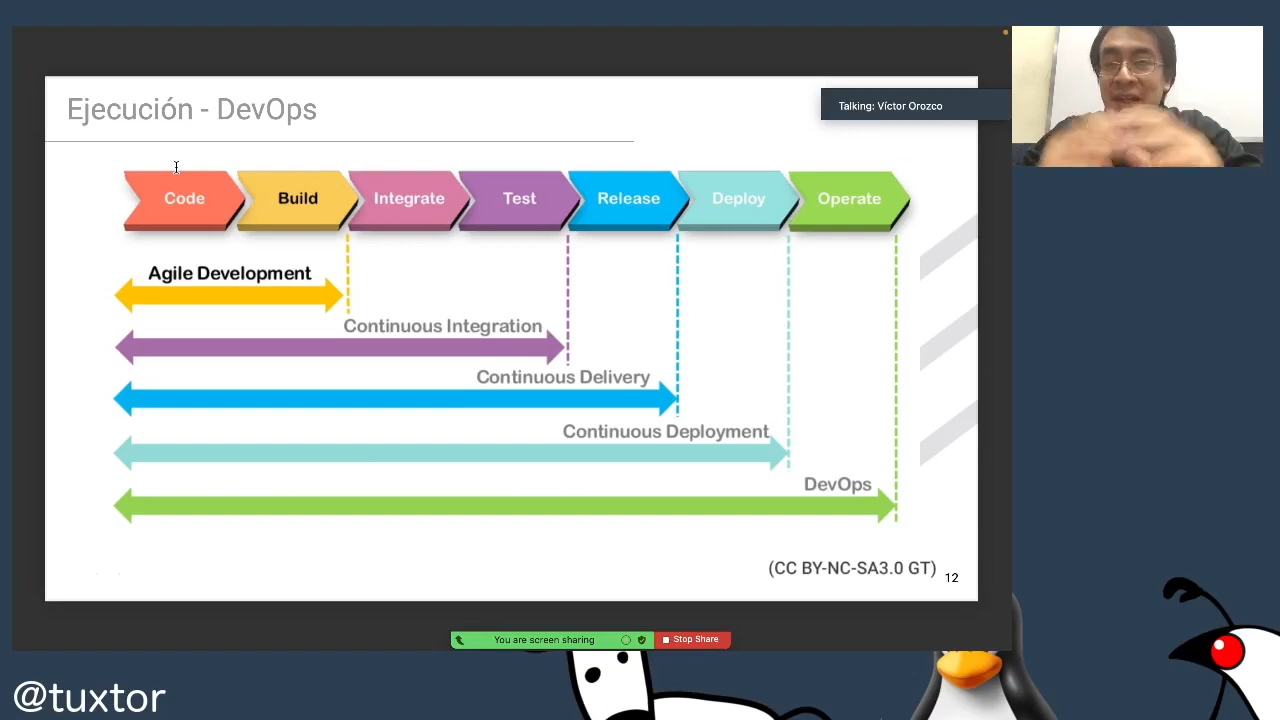 Ejecución - DevOps
Talking: Víctor Orozco
Code
Build
Integrate
Test
Release
Deploy
Operate
Agile Development
Continuous Integration
Continuous Delivery
Continuous Deployment
DevOps
(CC BY-NC-SA3.0 GT)
12
You are screen sharing
Stop Share
@tuxtor